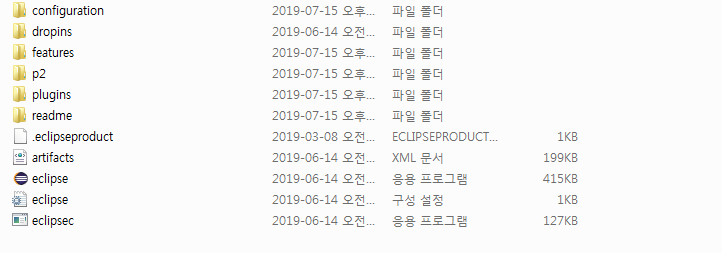 configuration 2019-07-15 오후... 파일 폴더
dropins 2019-06-14 오전... 파일 폴더
features 2019-07-15 오후... 파일 폴더
p2 2019-07-15 오후... 파일 폴더
plugins 2019-07-15 오후... 파일 폴더
readme 2019-07-15 오후... 파일 폴더
.eclipseproduct 2019-03-08 오전... ECLIPSEPRODUCT... 1KB
artifacts 2019-06-14 오전... XML 문서 199KB
eclipse 2019-06-14 오전... 응용 프로그램 415KB
eclipse 2019-06-14 오전... 구성 설정 1KB
eclipsec 2019-06-14 오전... 응용 프로그램 127KB